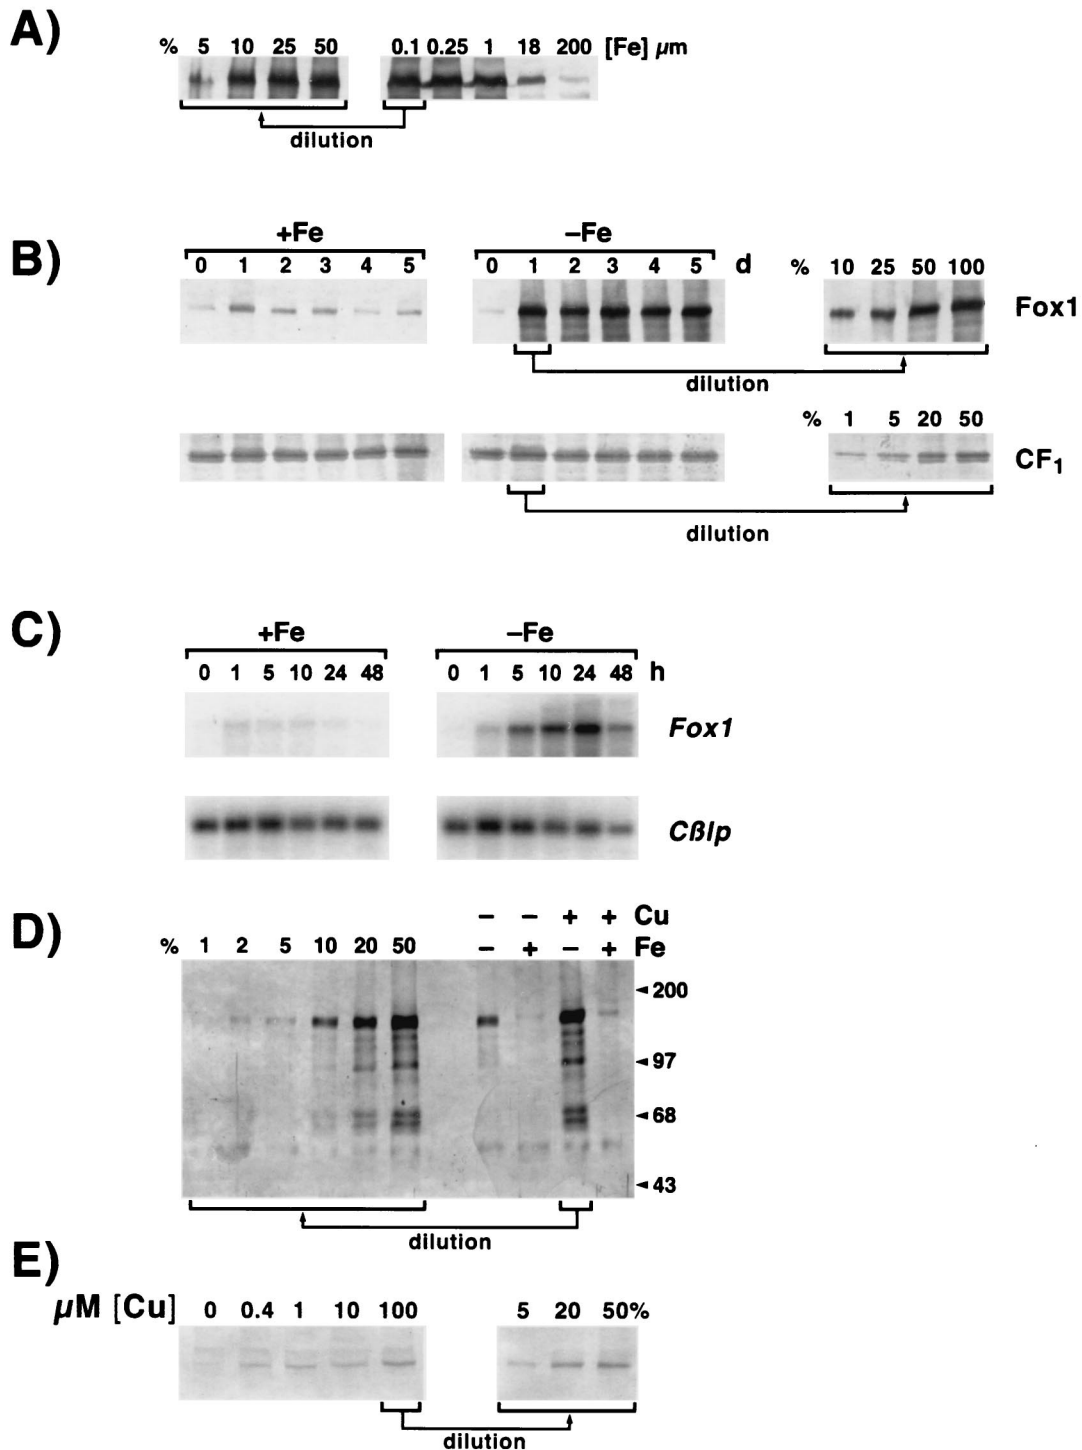 A)
% 5 10 25 50 0.1 0.25 1 18 200 [Fe] µm
dilution
+Fe –Fe
B)
0 1 2 3 4 5 0 1 2 3 4 5 d % 10 25 50 100
Fox1
dilution
% 1 5 20 50
CF1
dilution
C)
+Fe –Fe
0 1 5 10 24 48 0 1 5 10 24 48 h
Fox1
Cßlp
D)
– – + + Cu
% 1 2 5 10 20 50 – + – + Fe
200
97
68
43
dilution
E)
µM [Cu] 0 0.4 1 10 100 5 20 50%
dilution